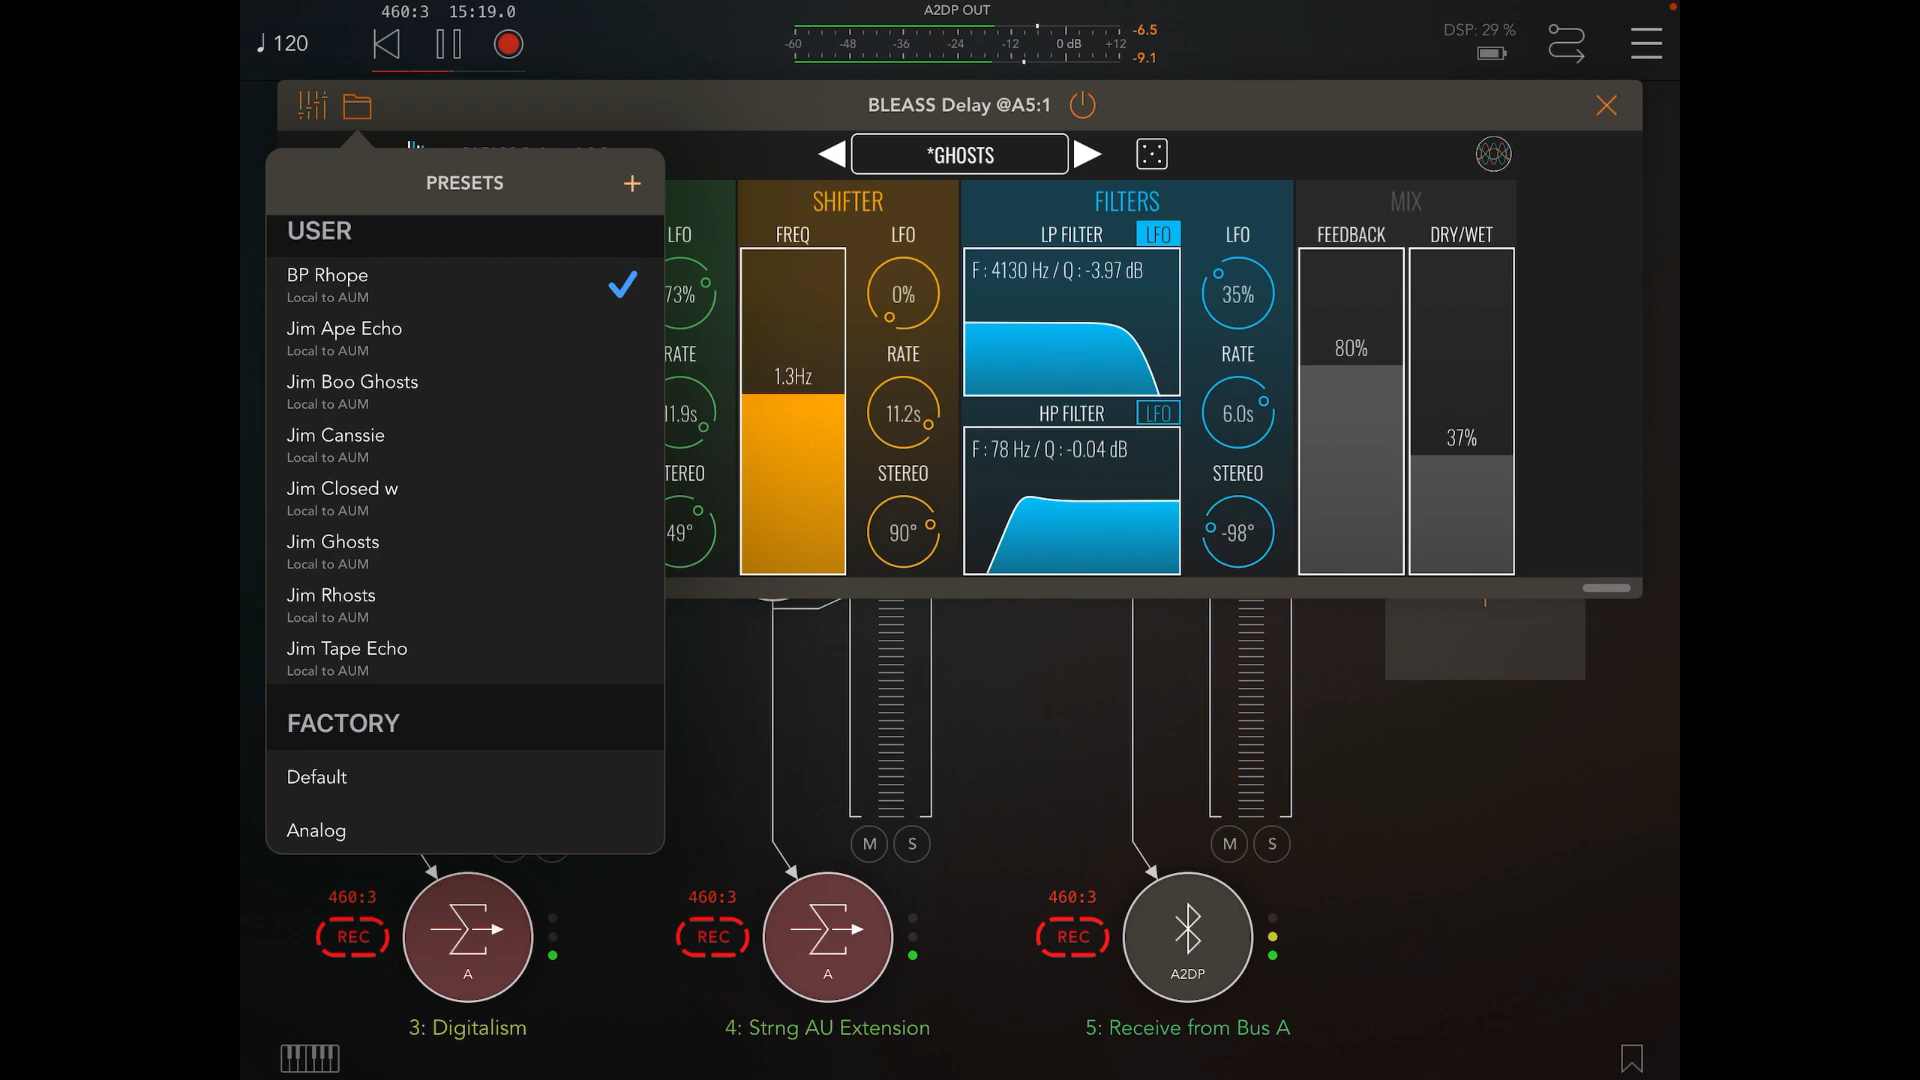 460:3 15:19.0
120
A2DP OUT
-60 -48 -36 -24 -12 0 dB +12
-6.5
-9.1
DSP: 29 %
BLEASS Delay @A5:1
*GHOSTS
PRESETS +
USER
BP Rhope
Local to AUM
Jim Ape Echo
Local to AUM
Jim Boo Ghosts
Local to AUM
Jim Canssie
Local to AUM
Jim Closed w
Local to AUM
Jim Ghosts
Local to AUM
Jim Rhosts
Local to AUM
Jim Tape Echo
Local to AUM
FACTORY
Default
Analog
LFO
73%
RATE
11.9s
TEREO
49°
SHIFTER
FREQ
1.3Hz
LFO
0%
RATE
11.2s
STEREO
90°
FILTERS
LP FILTER LFO
F : 4130 Hz / Q : -3.97 dB
HP FILTER LFO
F : 78 Hz / Q : -0.04 dB
LFO
35%
RATE
6.0s
STEREO
-98°
MIX
FEEDBACK
80%
DRY/WET
37%
M S
M S
460:3
REC
A
3: Digitalism
460:3
REC
A
4: Strng AU Extension
460:3
REC
A2DP
5: Receive from Bus A